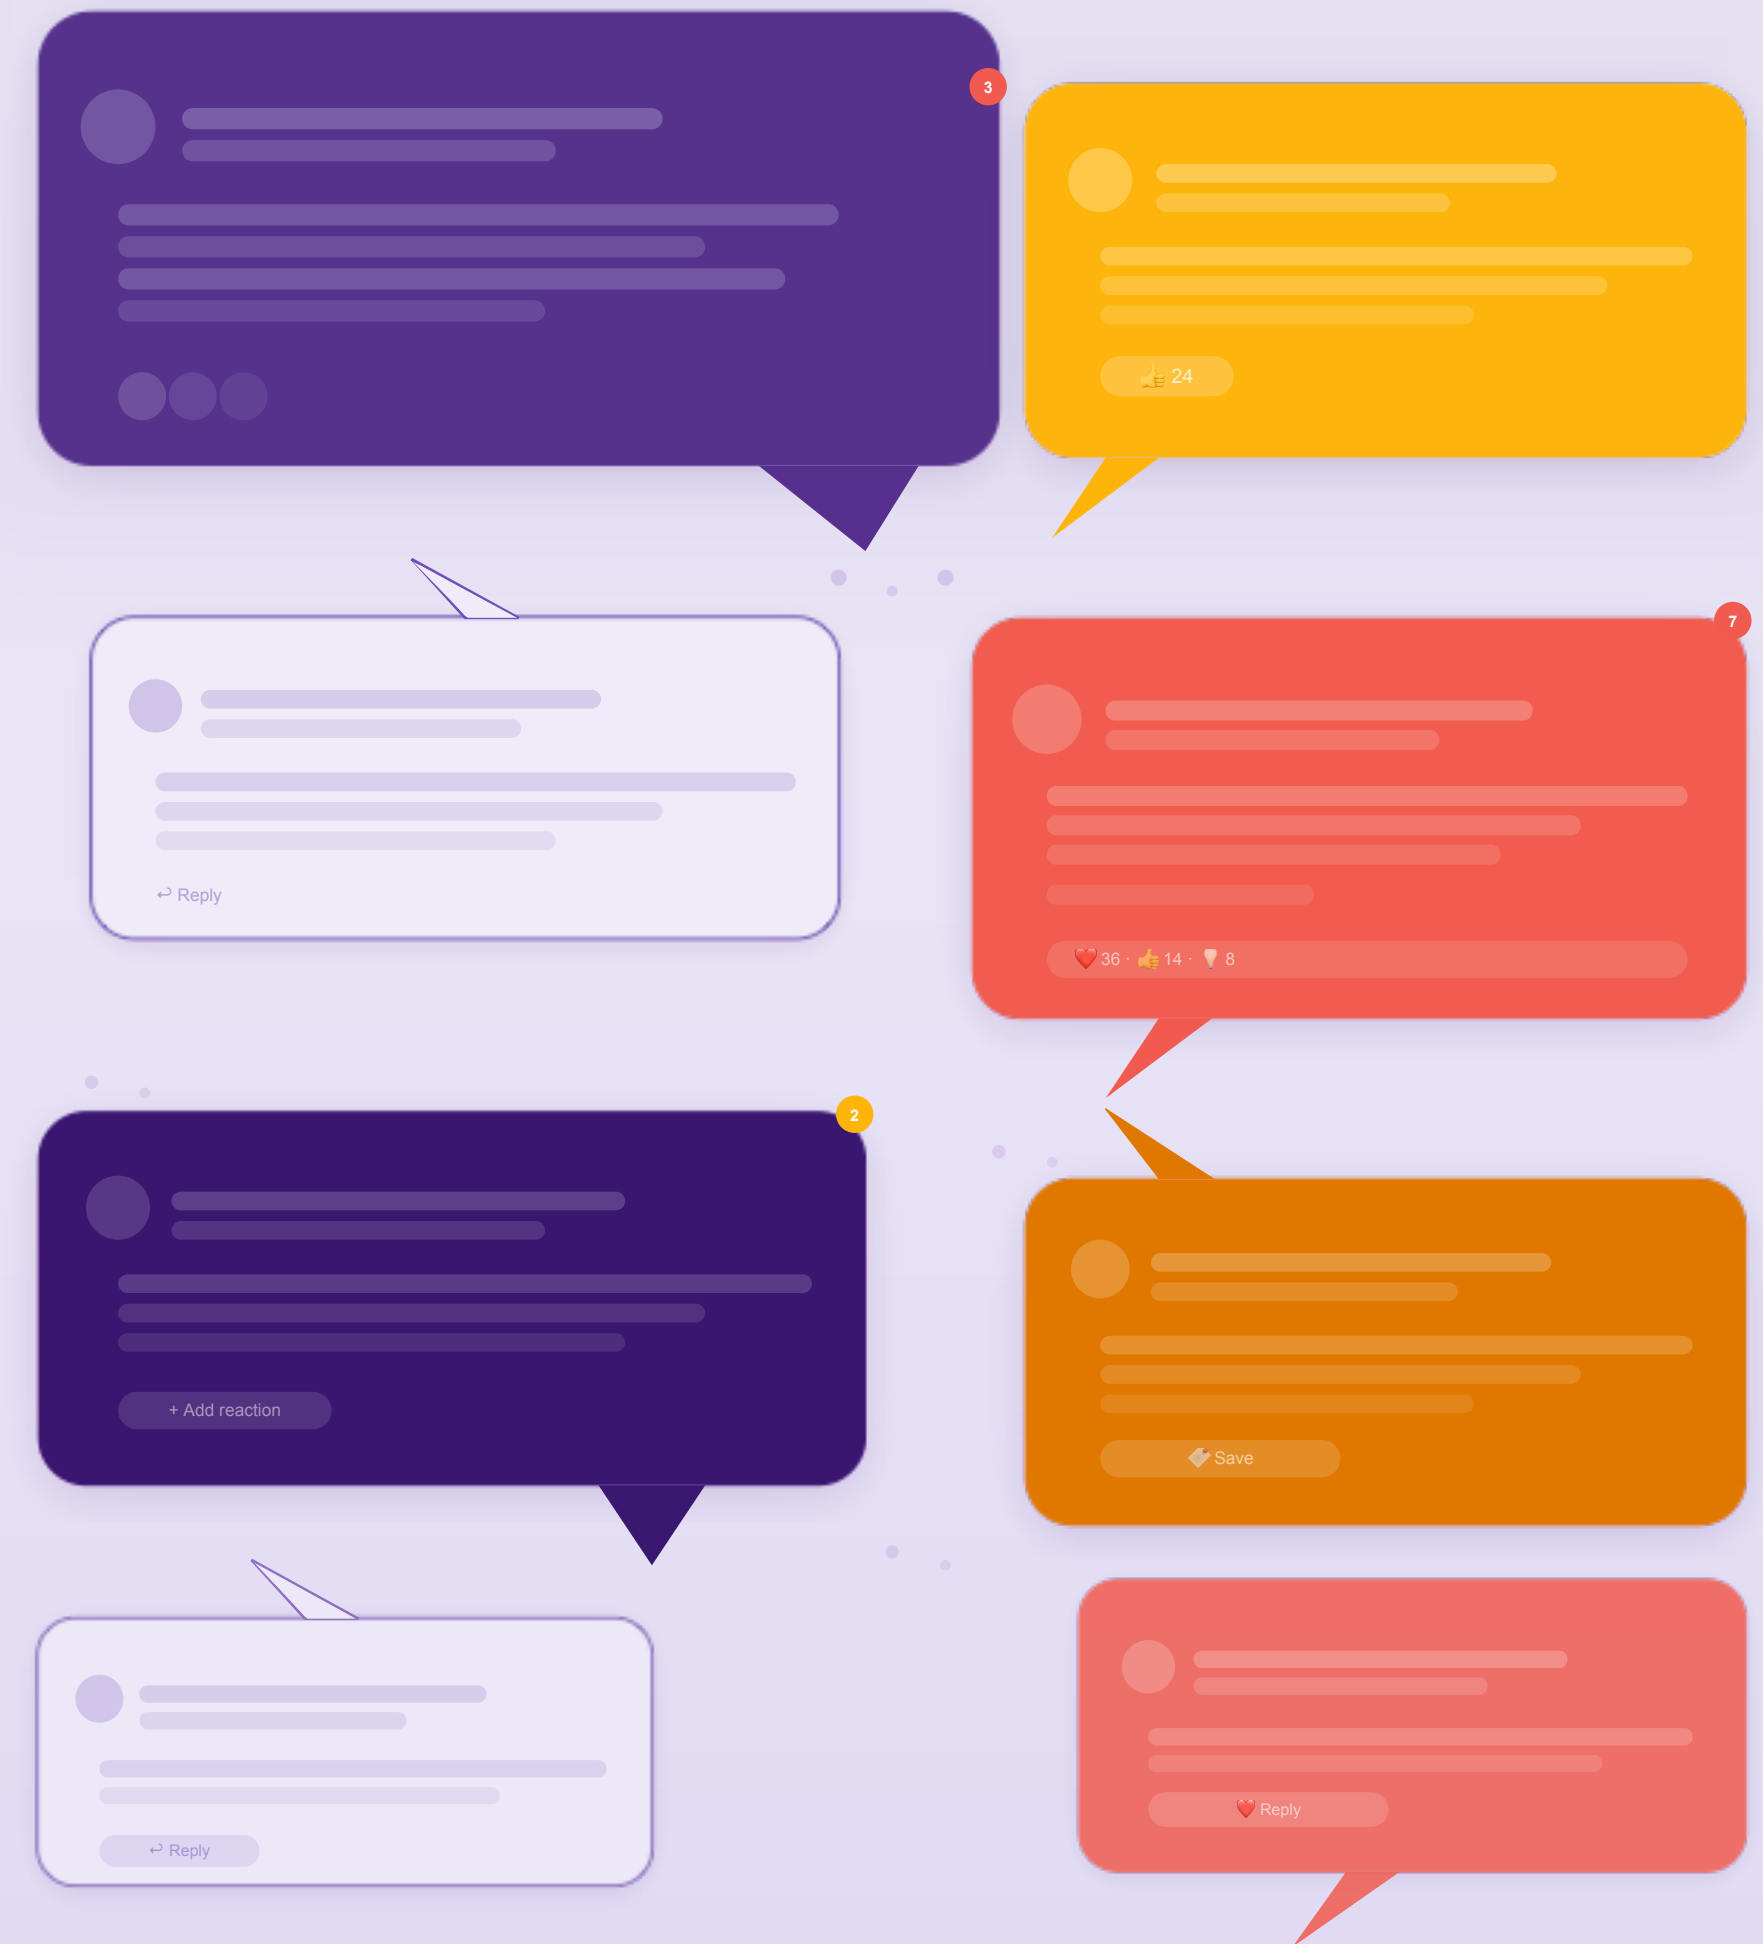 3
👍 24
↩ Reply
7
❤️ 36 · 👍 14 · 💡 8
2
+ Add reaction
🏷️ Save
↩ Reply
❤️ Reply